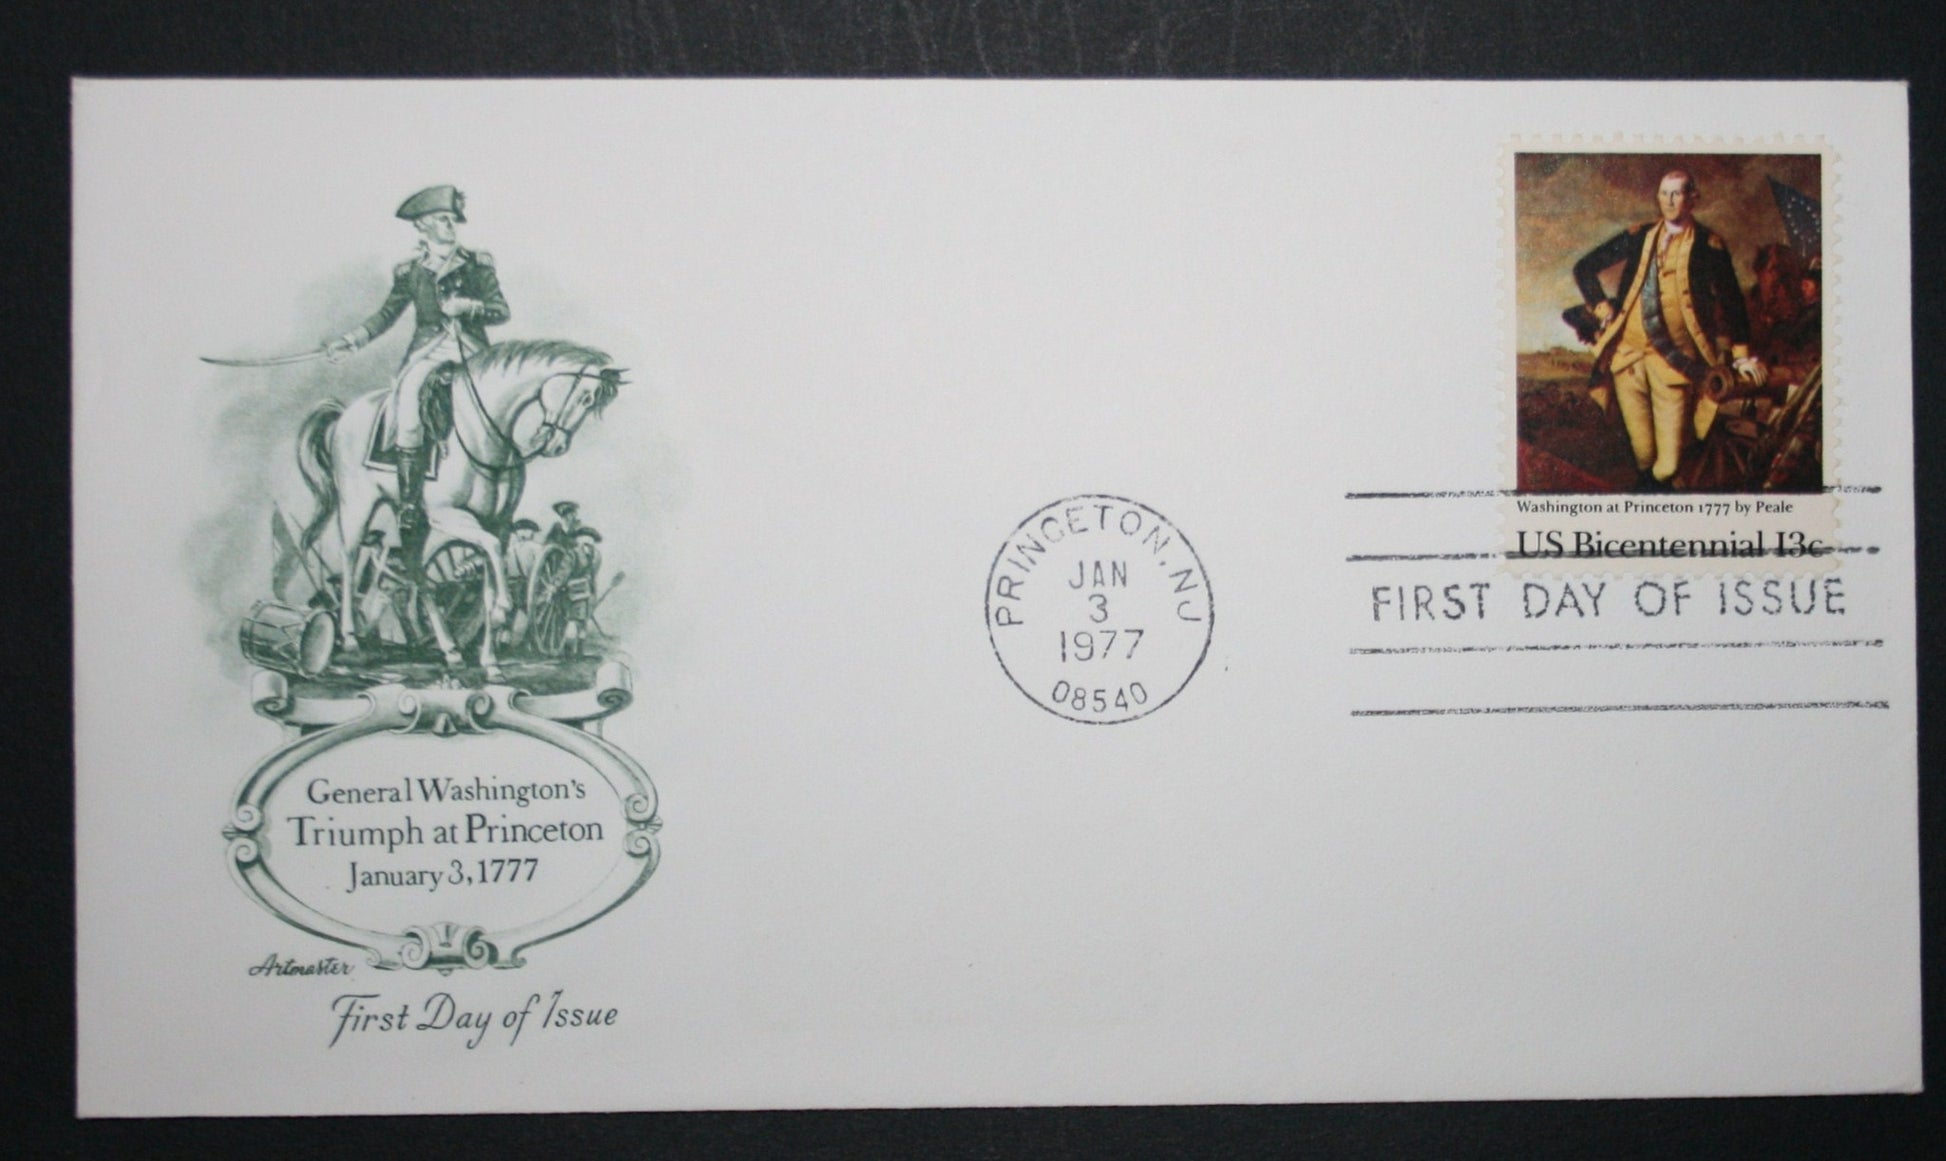 General Washington's
Triumph at Princeton
January 3, 1777
Artmaster
First Day of Issue
PRINCETON, NJ
JAN
3
1977
08540
Washington at Princeton 1777 by Peale
US Bicentennial 13c
FIRST DAY OF ISSUE